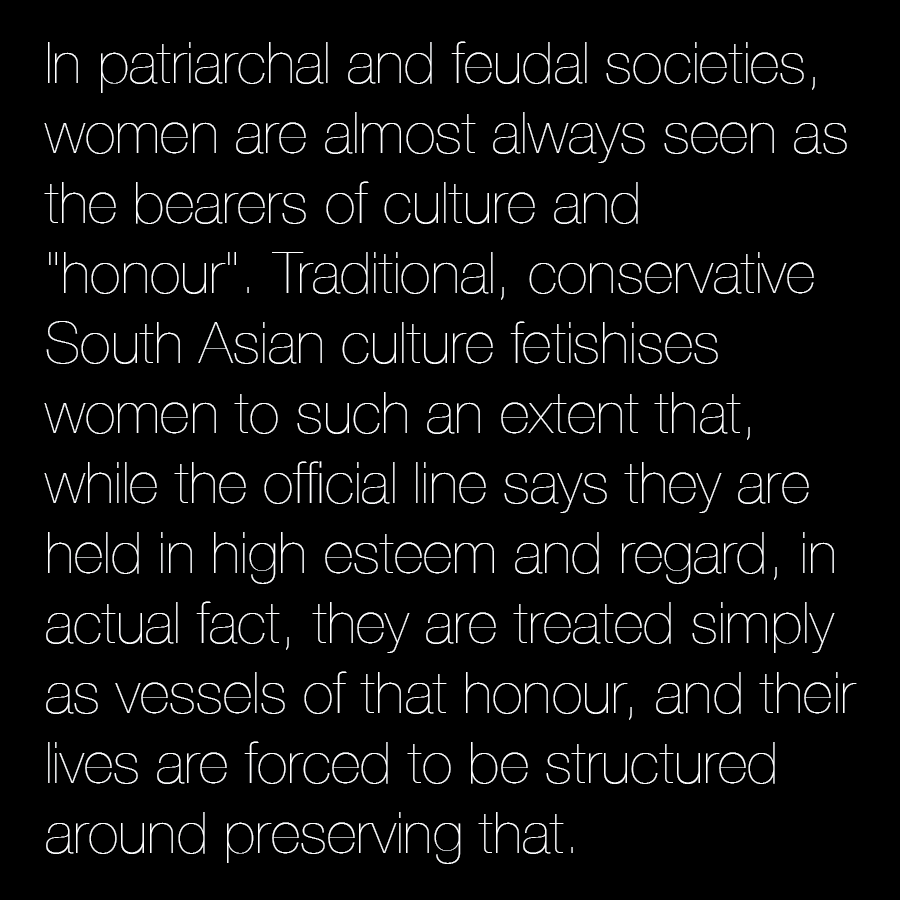 In patriarchal and feudal societies,
women are almost always seen as
the bearers of culture and
"honour". Traditional, conservative
South Asian culture fetishises
women to such an extent that,
while the official line says they are
held in high esteem and regard, in
actual fact, they are treated simply
as vessels of that honour, and their
lives are forced to be structured
around preserving that.